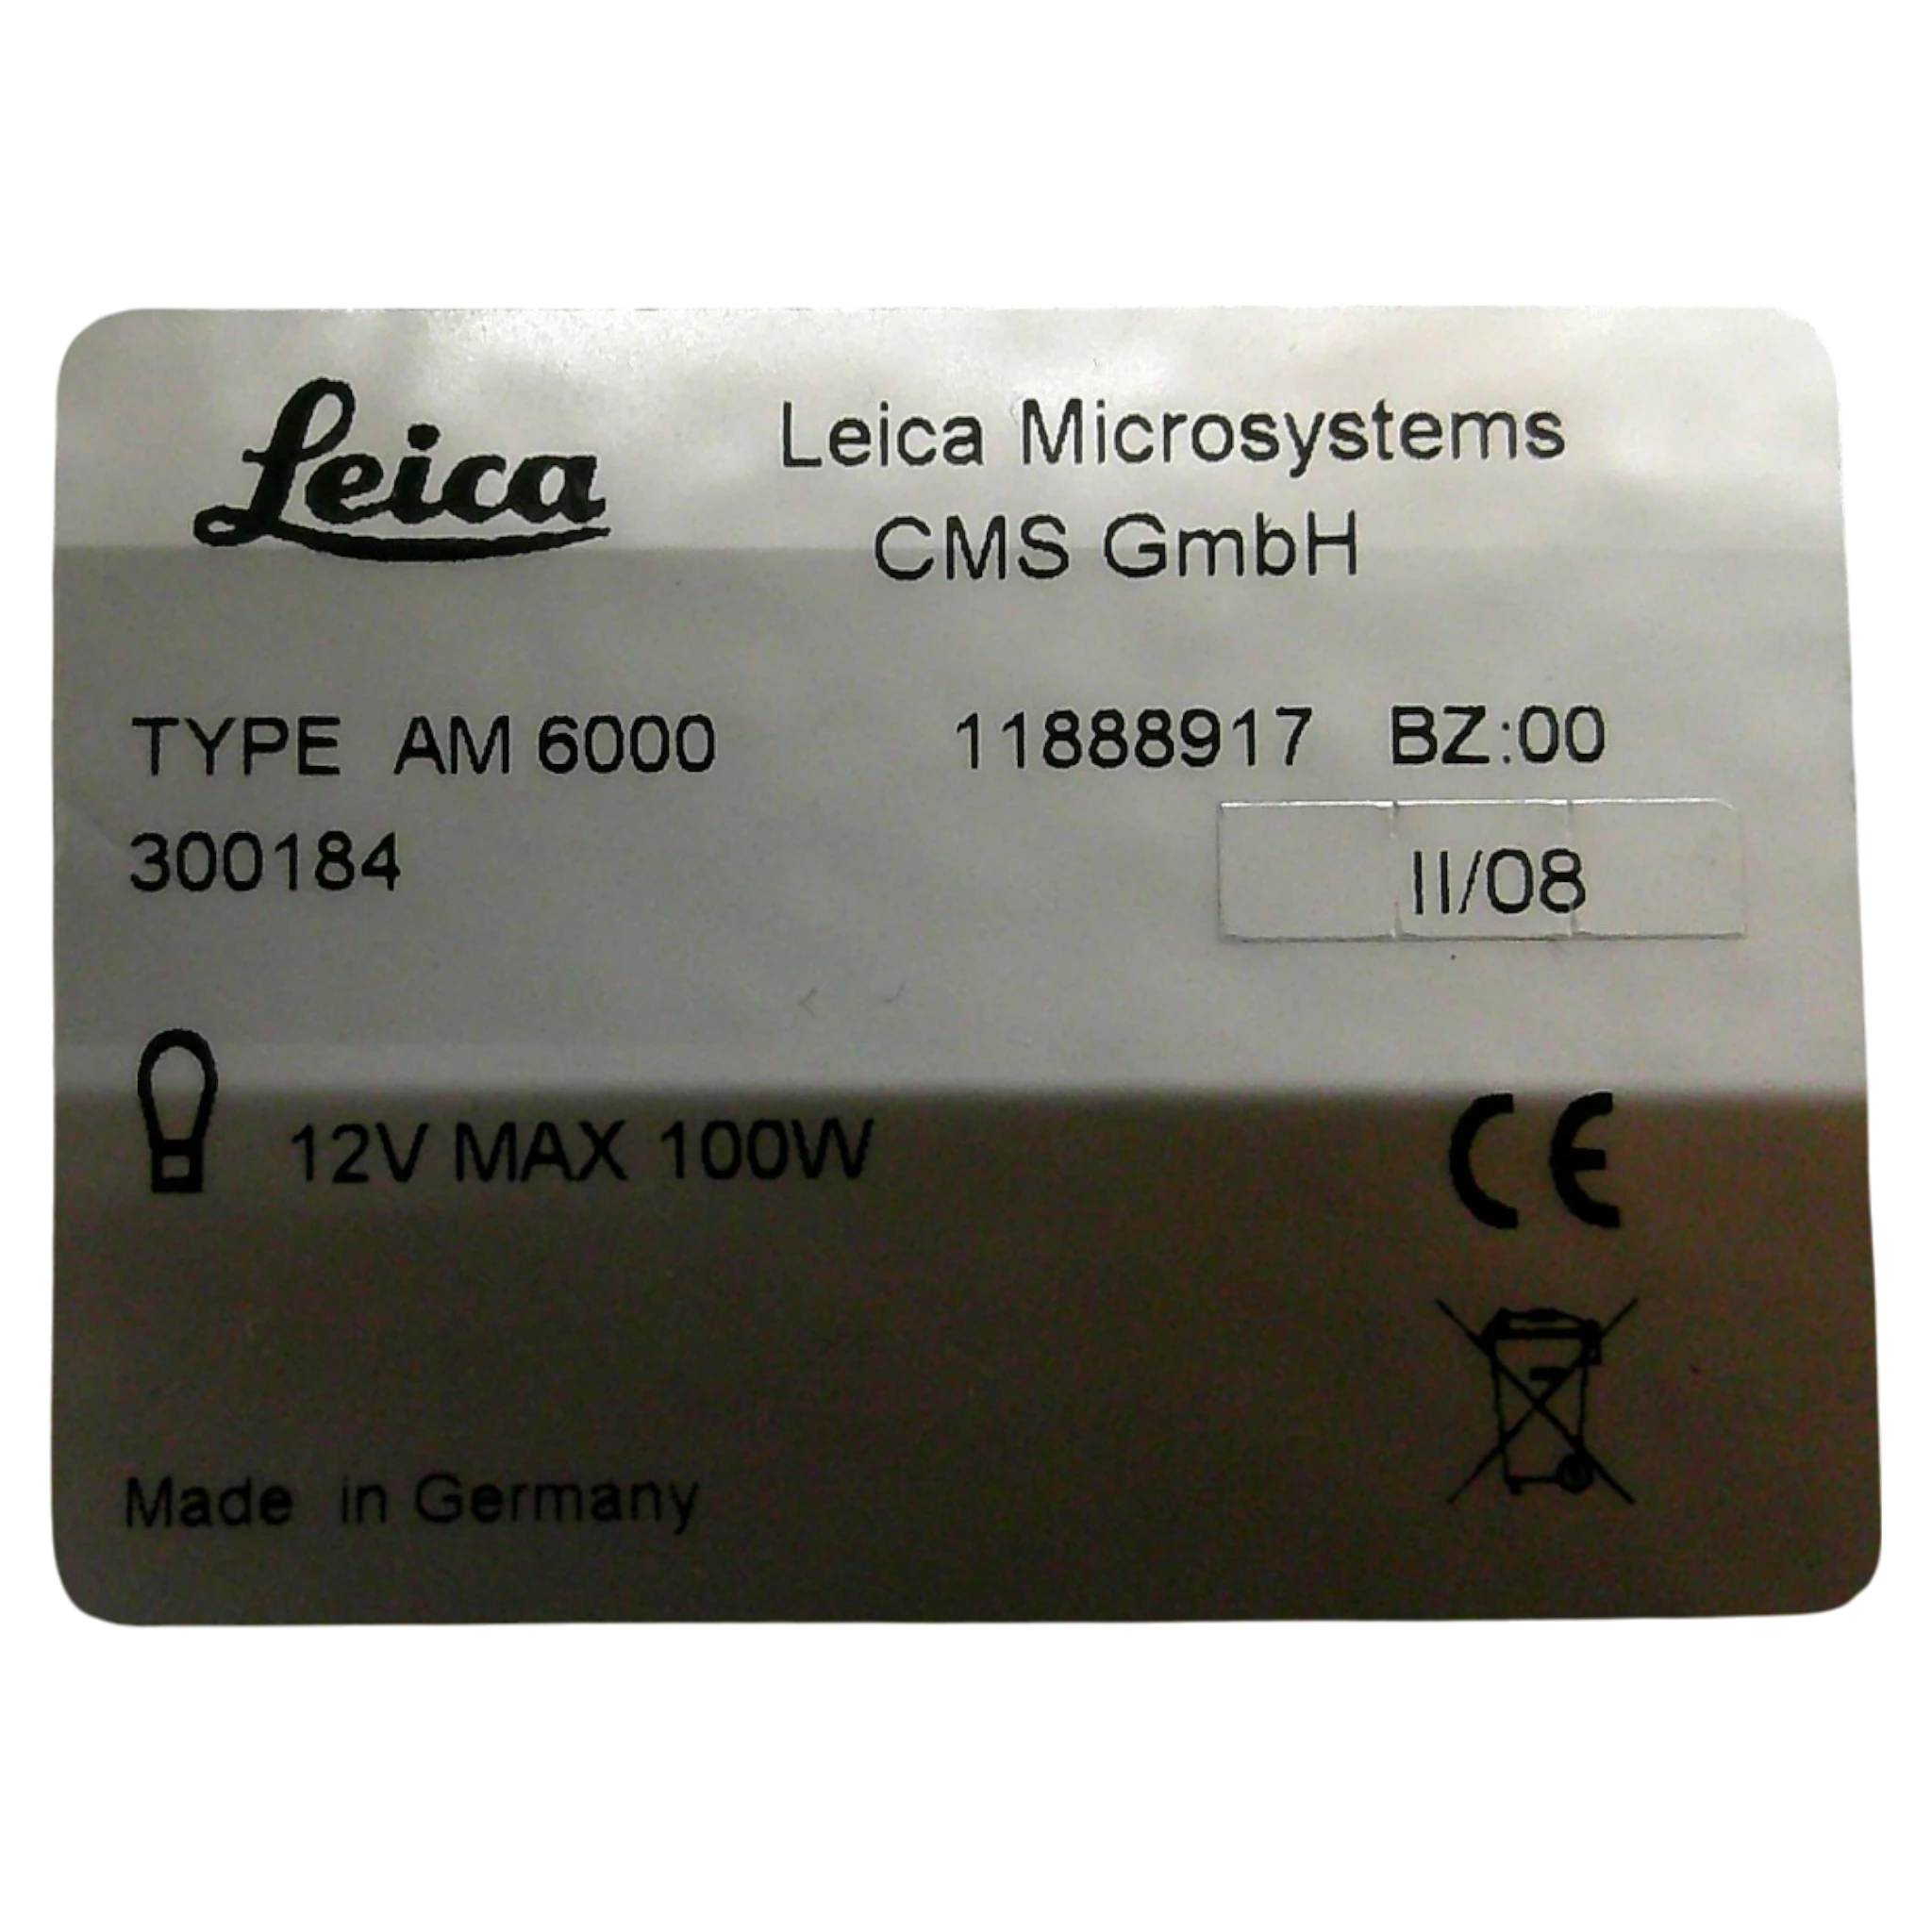 Leica
Leica Microsystems
CMS GmbH
TYPE AM 6000 11888917 BZ:00
300184 II/08
12V MAX 100W
CE
Made in Germany